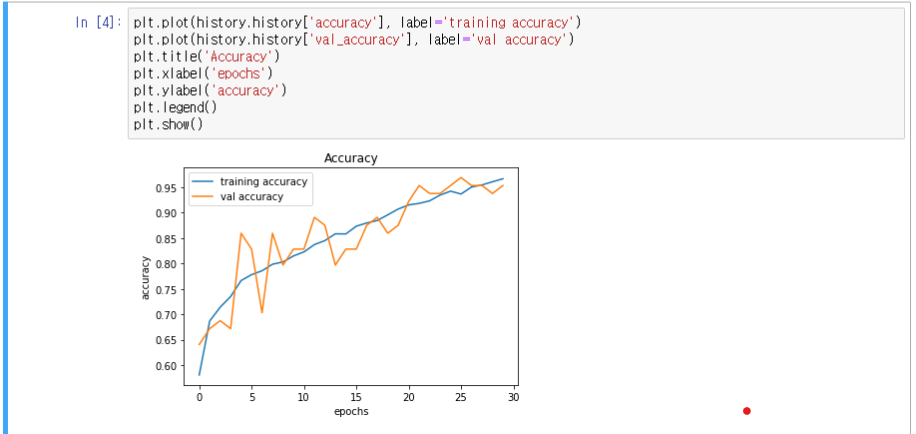 In [4]: plt.plot(history.history['accuracy'], label='training accuracy')
plt.plot(history.history['val_accuracy'], label='val accuracy')
plt.title('Accuracy')
plt.xlabel('epochs')
plt.ylabel('accuracy')
plt.legend()
plt.show()
Accuracy
training accuracy
val accuracy
0.95
0.90
0.85
0.80
0.75
0.70
0.65
0.60
accuracy
0 5 10 15 20 25 30
epochs